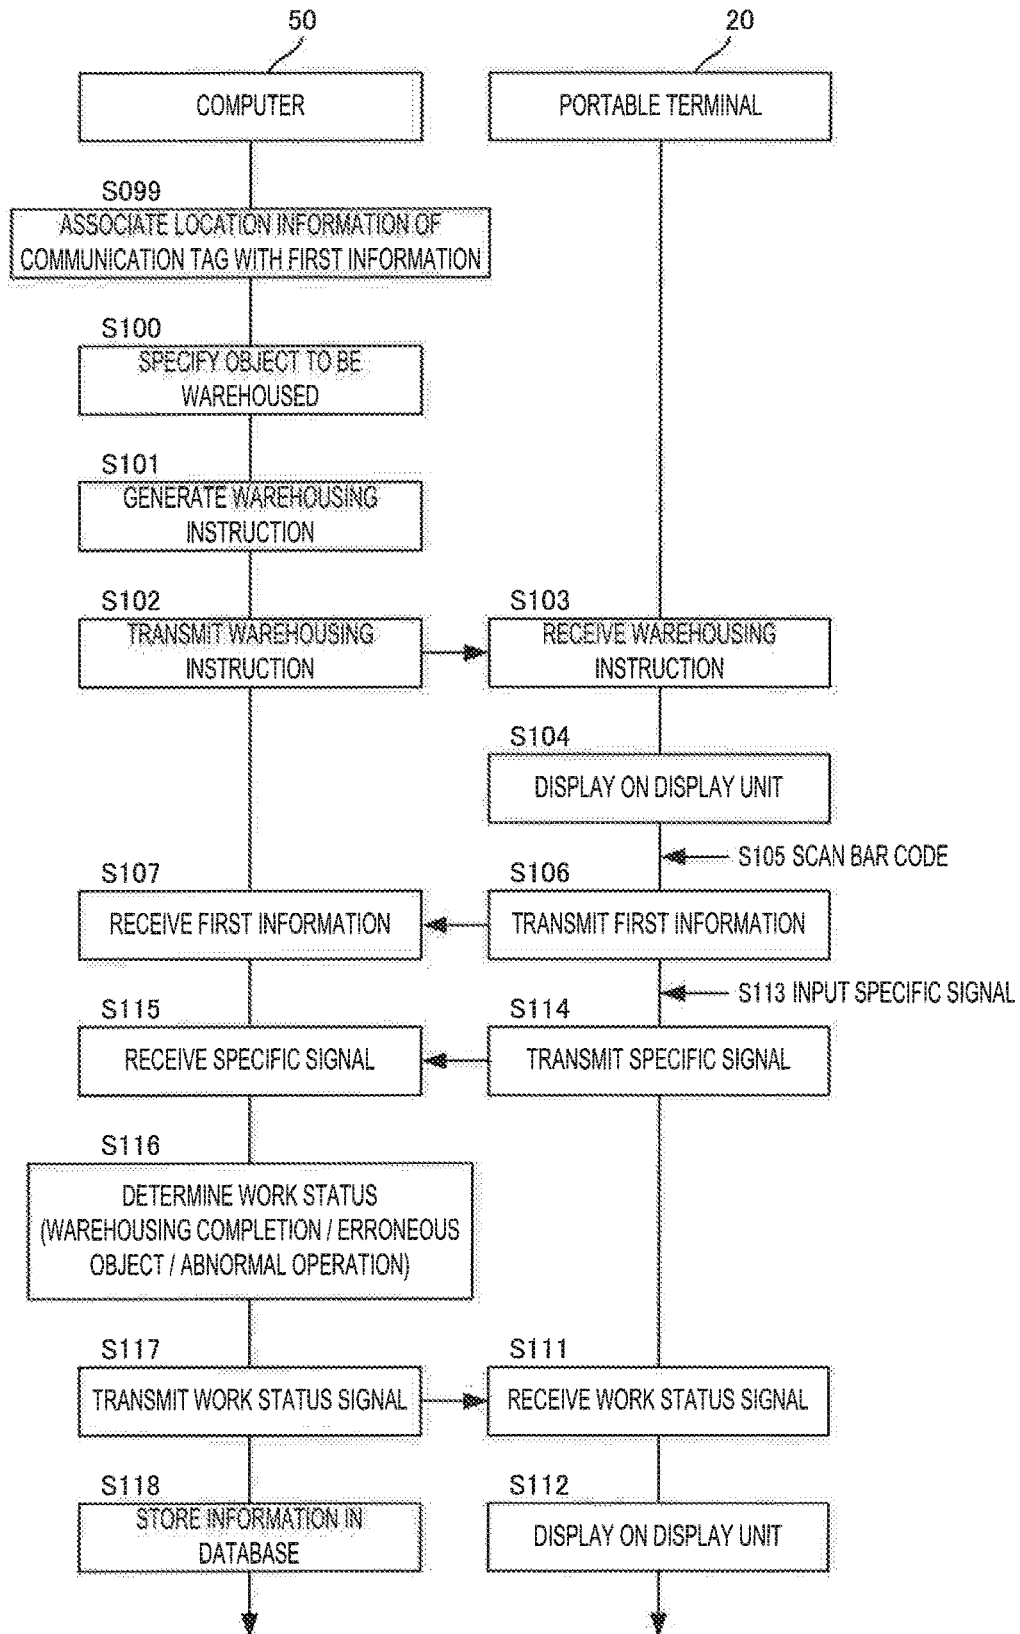 50
20
COMPUTER
PORTABLE TERMINAL
S099
ASSOCIATE LOCATION INFORMATION OF
COMMUNICATION TAG WITH FIRST INFORMATION
S100
SPECIFY OBJECT TO BE
WAREHOUSED
S101
GENERATE WAREHOUSING
INSTRUCTION
S102
TRANSMIT WAREHOUSING
INSTRUCTION
S103
RECEIVE WAREHOUSING
INSTRUCTION
S104
DISPLAY ON DISPLAY UNIT
S105 SCAN BAR CODE
S107
RECEIVE FIRST INFORMATION
S106
TRANSMIT FIRST INFORMATION
S113 INPUT SPECIFIC SIGNAL
S115
RECEIVE SPECIFIC SIGNAL
S114
TRANSMIT SPECIFIC SIGNAL
S116
DETERMINE WORK STATUS
(WAREHOUSING COMPLETION / ERRONEOUS
OBJECT / ABNORMAL OPERATION)
S117
TRANSMIT WORK STATUS SIGNAL
S111
RECEIVE WORK STATUS SIGNAL
S118
STORE INFORMATION IN
DATABASE
S112
DISPLAY ON DISPLAY UNIT